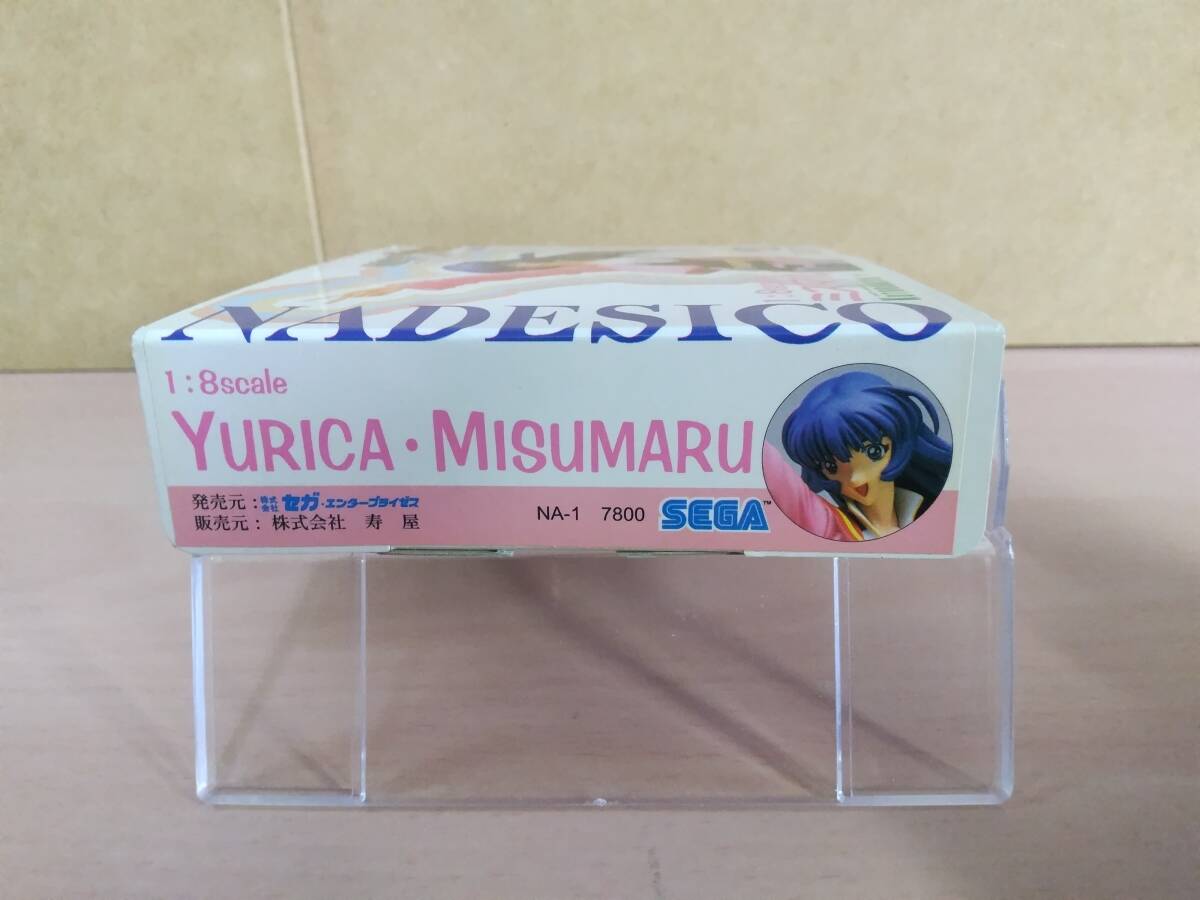 NADESICO
1:8scale
YURICA・MISUMARU
発売元:株式会社 セガ・エンタープライゼス
販売元:株式会社 寿 屋
NA-1 7800 SEGA™